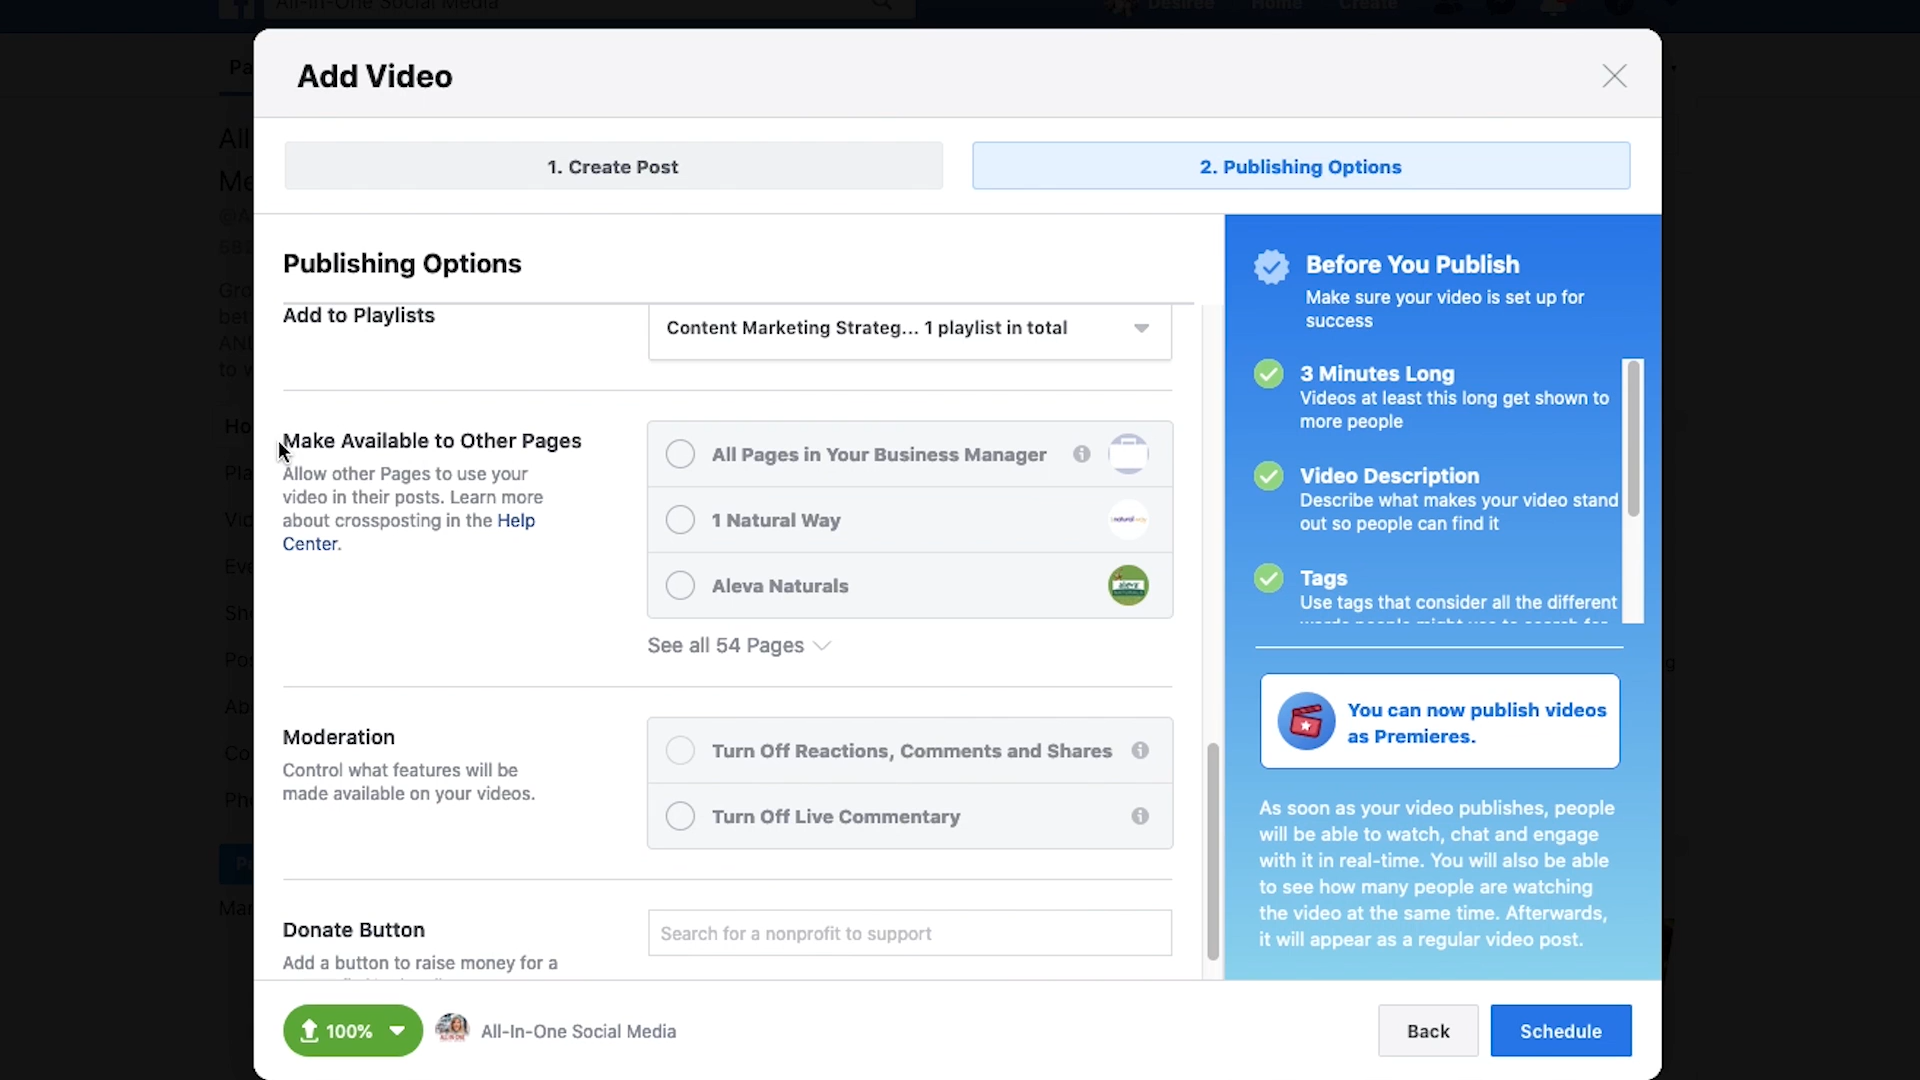 All-In-One Social Media
Desiree
Home
Create
Add Video
1. Create Post
2. Publishing Options
Publishing Options
Add to Playlists
Content Marketing Strateg... 1 playlist in total
Make Available to Other Pages
Allow other Pages to use your
video in their posts. Learn more
about crossposting in the Help
Center.
All Pages in Your Business Manager
1 Natural Way
Aleva Naturals
See all 54 Pages
Moderation
Control what features will be
made available on your videos.
Turn Off Reactions, Comments and Shares
Turn Off Live Commentary
Donate Button
Add a button to raise money for a
Search for a nonprofit to support
Before You Publish
Make sure your video is set up for
success
3 Minutes Long
Videos at least this long get shown to
more people
Video Description
Describe what makes your video stand
out so people can find it
Tags
Use tags that consider all the different
words people might use to search for
You can now publish videos
as Premieres.
As soon as your video publishes, people
will be able to watch, chat and engage
with it in real-time. You will also be able
to see how many people are watching
the video at the same time. Afterwards,
it will appear as a regular video post.
100%
All-In-One Social Media
Back
Schedule